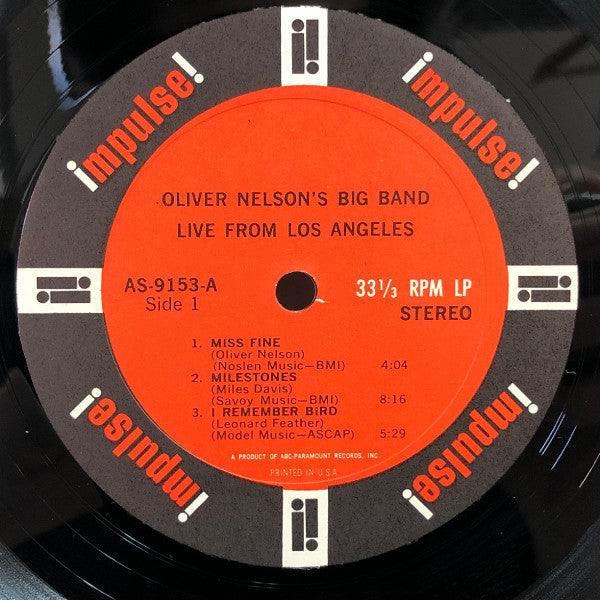 impulse!
impulse!
OLIVER NELSON'S BIG BAND
LIVE FROM LOS ANGELES
AS-9153-A
Side 1
33⅓ RPM LP
STEREO
1. MISS FINE
(Oliver Nelson)
(Noslen Music—BMI) 4:04
2. MILESTONES
(Miles Davis)
(Savoy Music—BMI) 8:16
3. I REMEMBER BIRD
(Leonard Feather)
(Model Music—ASCAP) 5:29
A PRODUCT OF ABC-PARAMOUNT RECORDS, INC.
PRINTED IN U.S.A.
impulse!
impulse!